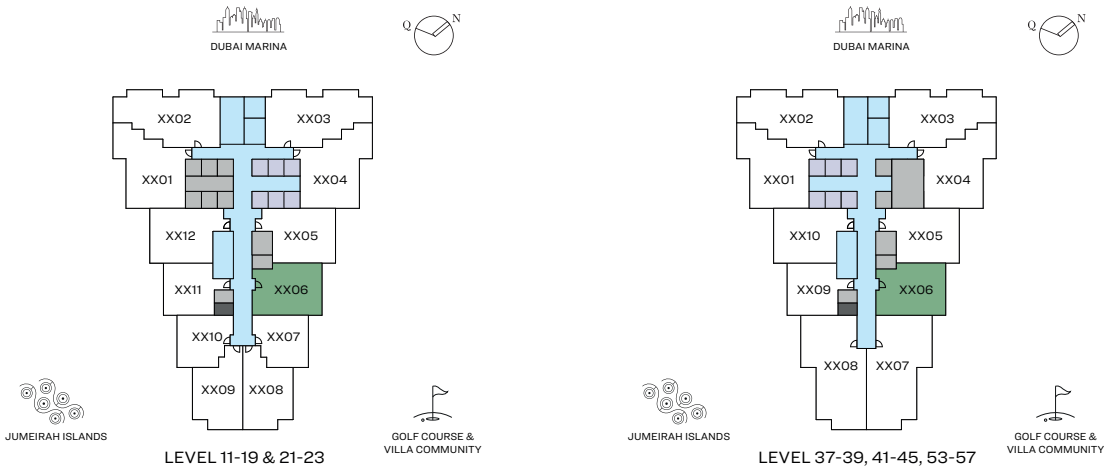 DUBAI MARINA
Q N
XX02 XX03
XX01 XX04
XX12 XX05
XX11 XX06
XX10 XX07
XX09 XX08
JUMEIRAH ISLANDS
GOLF COURSE &
VILLA COMMUNITY
LEVEL 11-19 & 21-23
DUBAI MARINA
Q N
XX02 XX03
XX01 XX04
XX10 XX05
XX09 XX06
XX08 XX07
JUMEIRAH ISLANDS
GOLF COURSE &
VILLA COMMUNITY
LEVEL 37-39, 41-45, 53-57